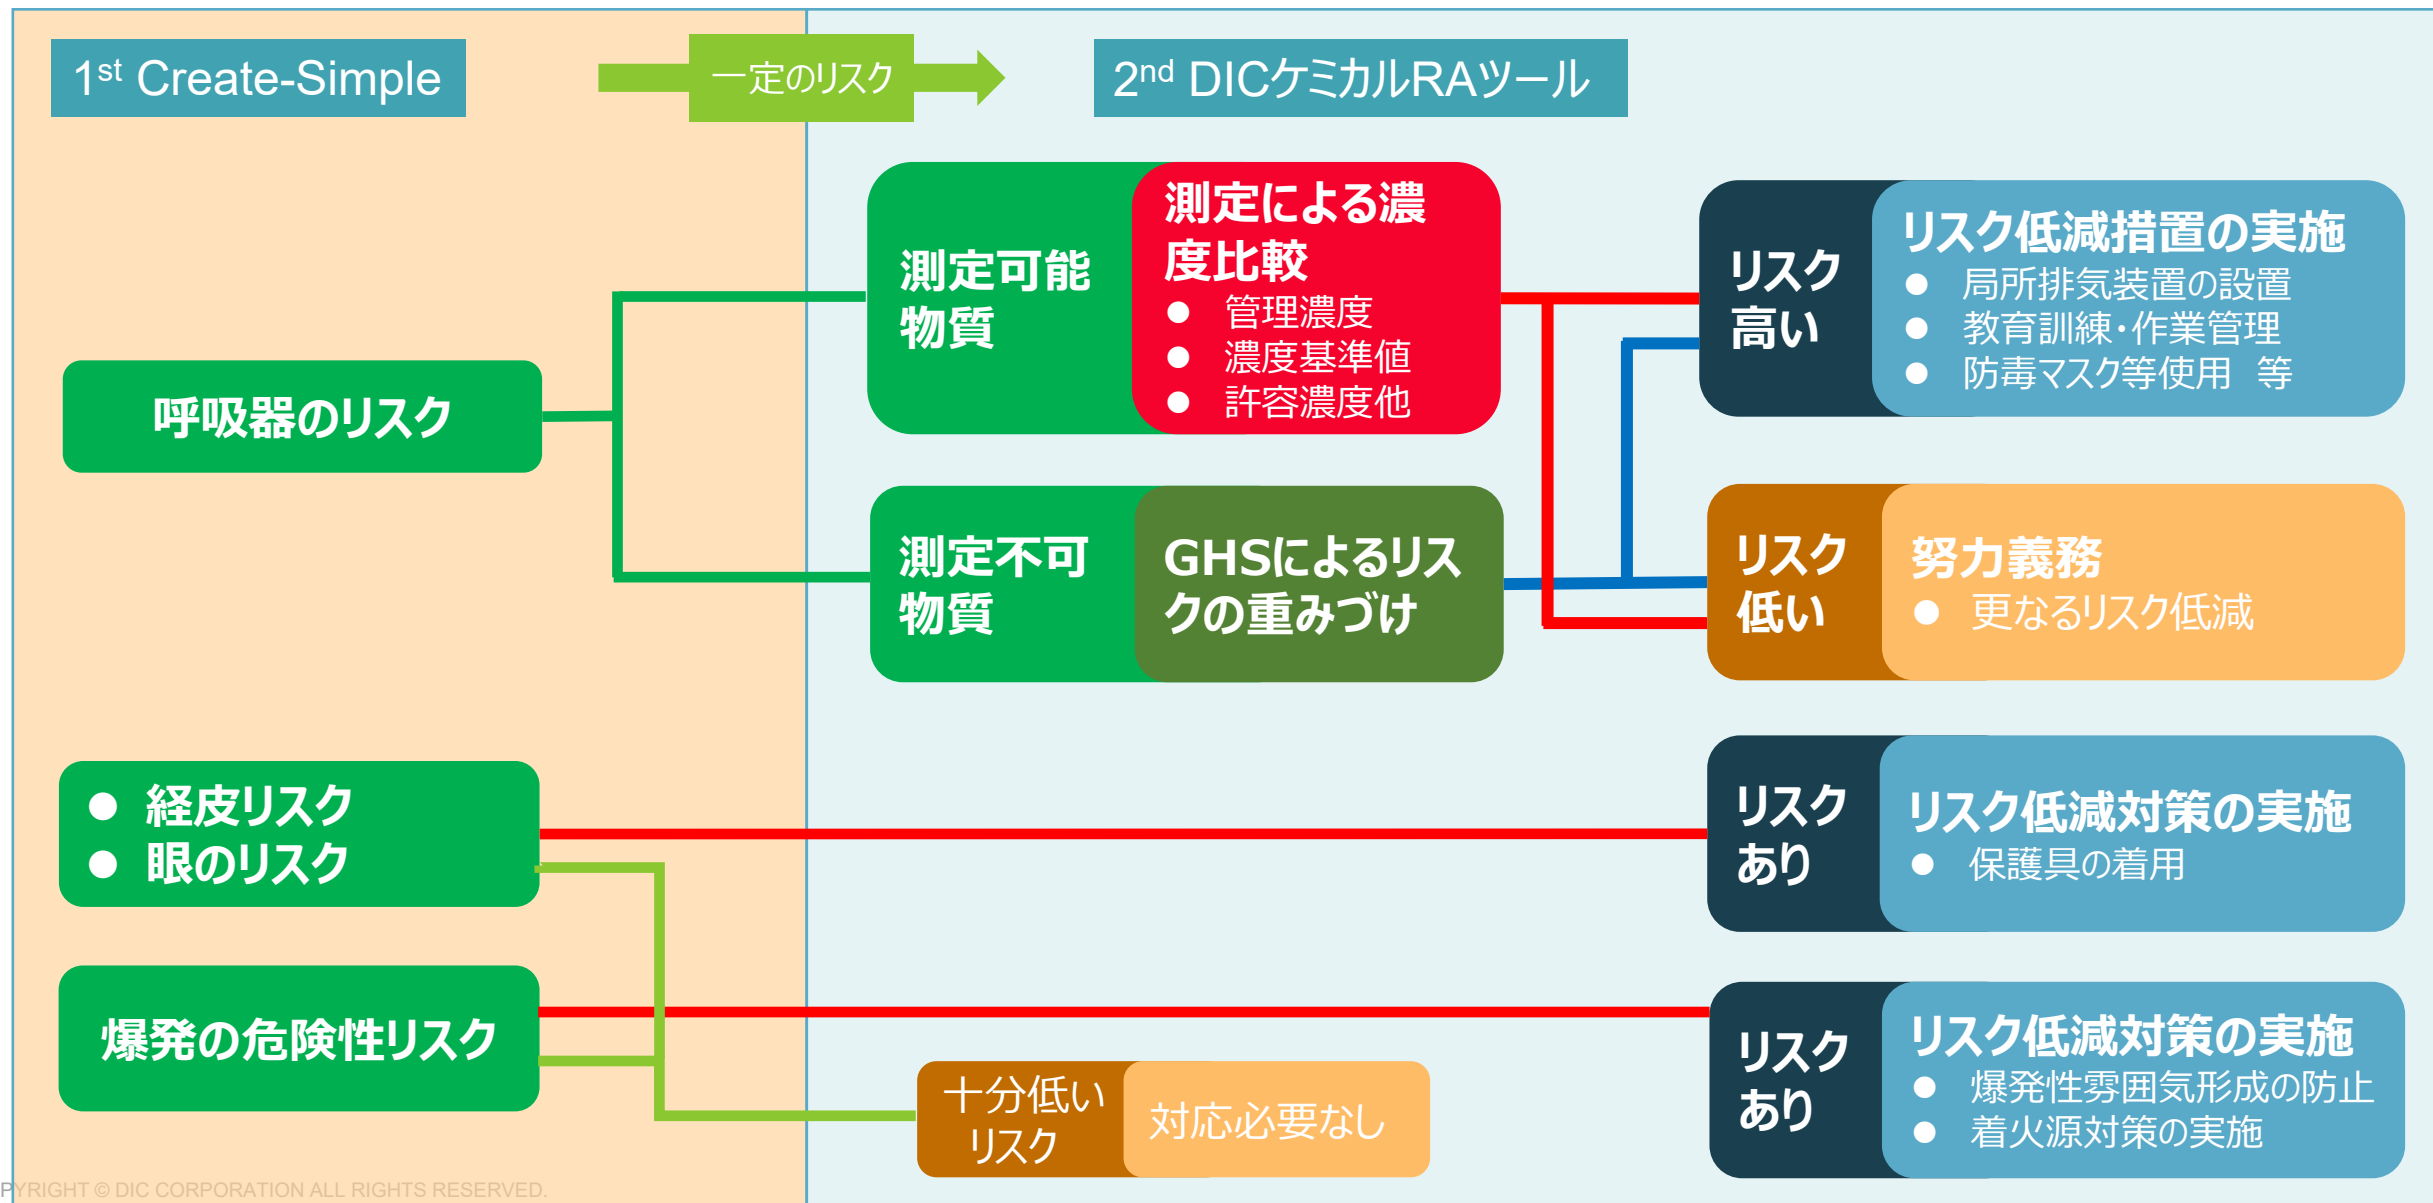 1st Create-Simple
一定のリスク
2nd DICケミカルRAツール
呼吸器のリスク
測定可能
物質
測定による濃
度比較
● 管理濃度
● 濃度基準値
● 許容濃度他
リスク
高い
リスク低減措置の実施
● 局所排気装置の設置
● 教育訓練・作業管理
● 防毒マスク等使用 等
測定不可
物質
GHSによるリス
クの重みづけ
リスク
低い
努力義務
● 更なるリスク低減
● 経皮リスク
● 眼のリスク
リスク
あり
リスク低減対策の実施
● 保護具の着用
爆発の危険性リスク
十分低い
リスク
対応必要なし
リスク
あり
リスク低減対策の実施
● 爆発性雰囲気形成の防止
● 着火源対策の実施
PYRIGHT © DIC CORPORATION ALL RIGHTS RESERVED.